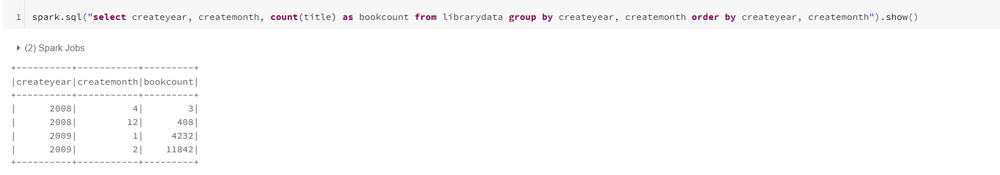 1 spark.sql("select createyear, createmonth, count(title) as bookcount from librarydata group by createyear, createmonth order by createyear, createmonth").show()
(2) Spark Jobs
+----------+-----------+---------+
|createyear|createmonth|bookcount|
+----------+-----------+---------+
|      2008|          4|        3|
|      2008|         12|      408|
|      2009|          1|     4232|
|      2009|          2|    11842|
+----------+-----------+---------+